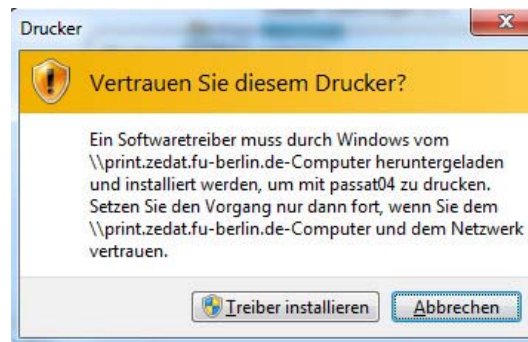 Drucker
Vertrauen Sie diesem Drucker?
Ein Softwaretreiber muss durch Windows vom
\\print.zedat.fu-berlin.de-Computer heruntergeladen
und installiert werden, um mit passat04 zu drucken.
Setzen Sie den Vorgang nur dann fort, wenn Sie dem
\\print.zedat.fu-berlin.de-Computer und dem Netzwerk
vertrauen.
Treiber installieren Abbrechen